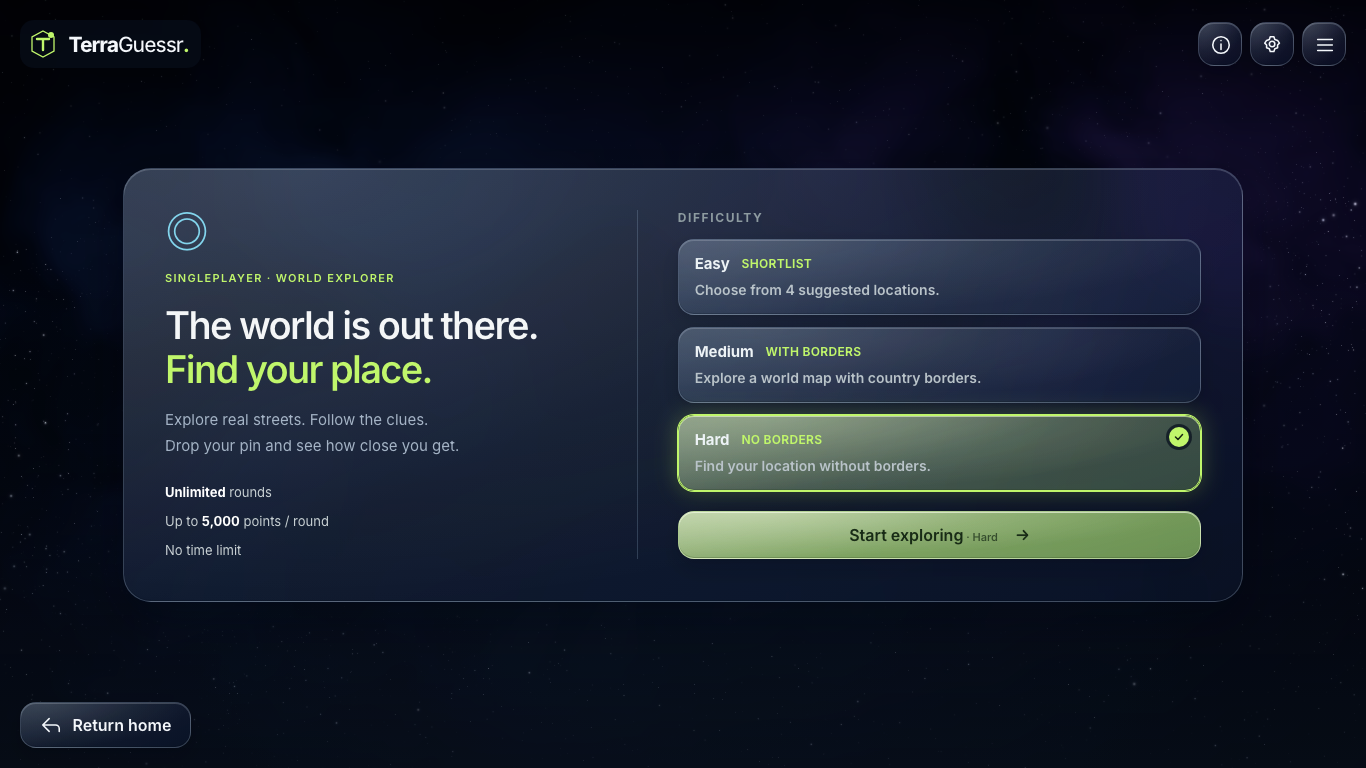 TerraGuessr.
SINGLEPLAYER · WORLD EXPLORER
The world is out there.
Find your place.
Explore real streets. Follow the clues.
Drop your pin and see how close you get.
Unlimited rounds
Up to 5,000 points / round
No time limit
DIFFICULTY
Easy SHORTLIST
Choose from 4 suggested locations.
Medium WITH BORDERS
Explore a world map with country borders.
Hard NO BORDERS
Find your location without borders.
Start exploring · Hard →
Return home